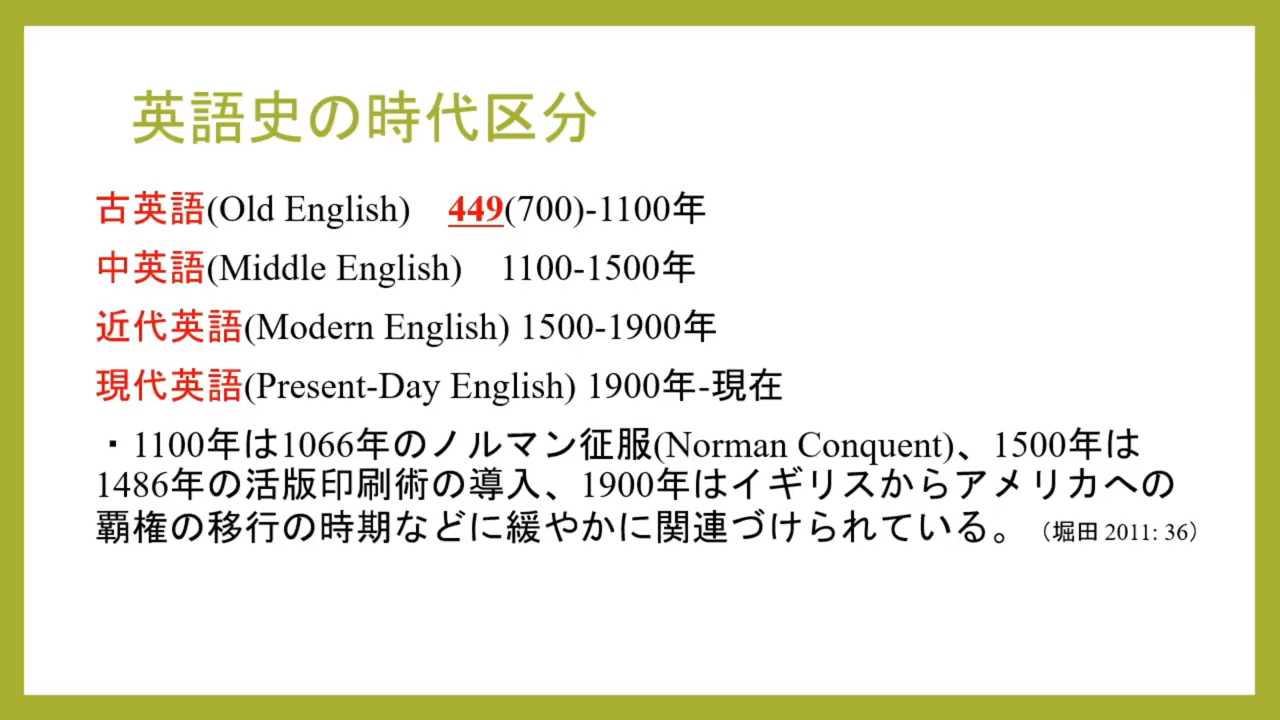 英語史の時代区分
古英語(Old English)　449(700)-1100年
中英語(Middle English)　1100-1500年
近代英語(Modern English) 1500-1900年
現代英語(Present-Day English) 1900年-現在
・1100年は1066年のノルマン征服(Norman Conquent)、1500年は
1486年の活版印刷術の導入、1900年はイギリスからアメリカへの
覇権の移行の時期などに緩やかに関連づけられている。（堀田 2011: 36）